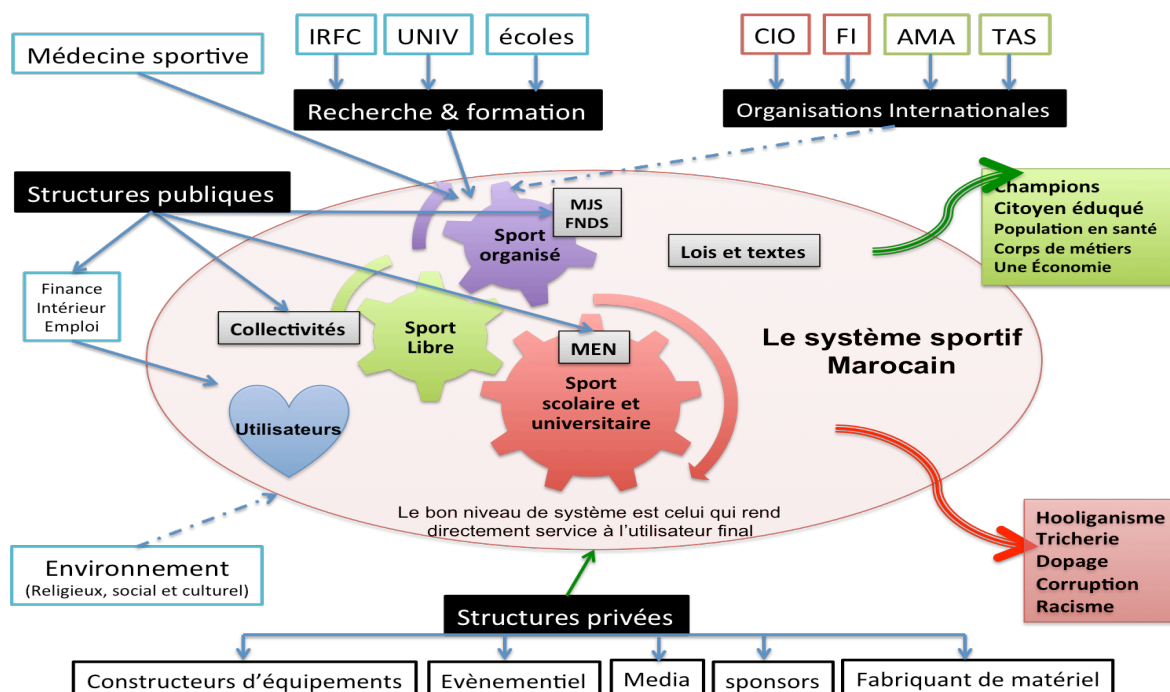 IRFC
UNIV
écoles
CIO
FI
AMA
TAS
Médecine sportive
Recherche & formation
Organisations Internationales
Structures publiques
MJS
FNDS
Sport
organisé
Lois et textes
Champions
Citoyen éduqué
Population en santé
Corps de métiers
Une Économie
Finance
Intérieur
Emploi
Collectivités
Sport
Libre
MEN
Sport
scolaire et
universitaire
Le système sportif
Marocain
Utilisateurs
Le bon niveau de système est celui qui rend
directement service à l'utilisateur final
Hooliganisme
Tricherie
Dopage
Corruption
Racisme
Environnement
(Religieux, social et culturel)
Structures privées
Constructeurs d'équipements
Evènementiel
Media
sponsors
Fabriquant de matériel